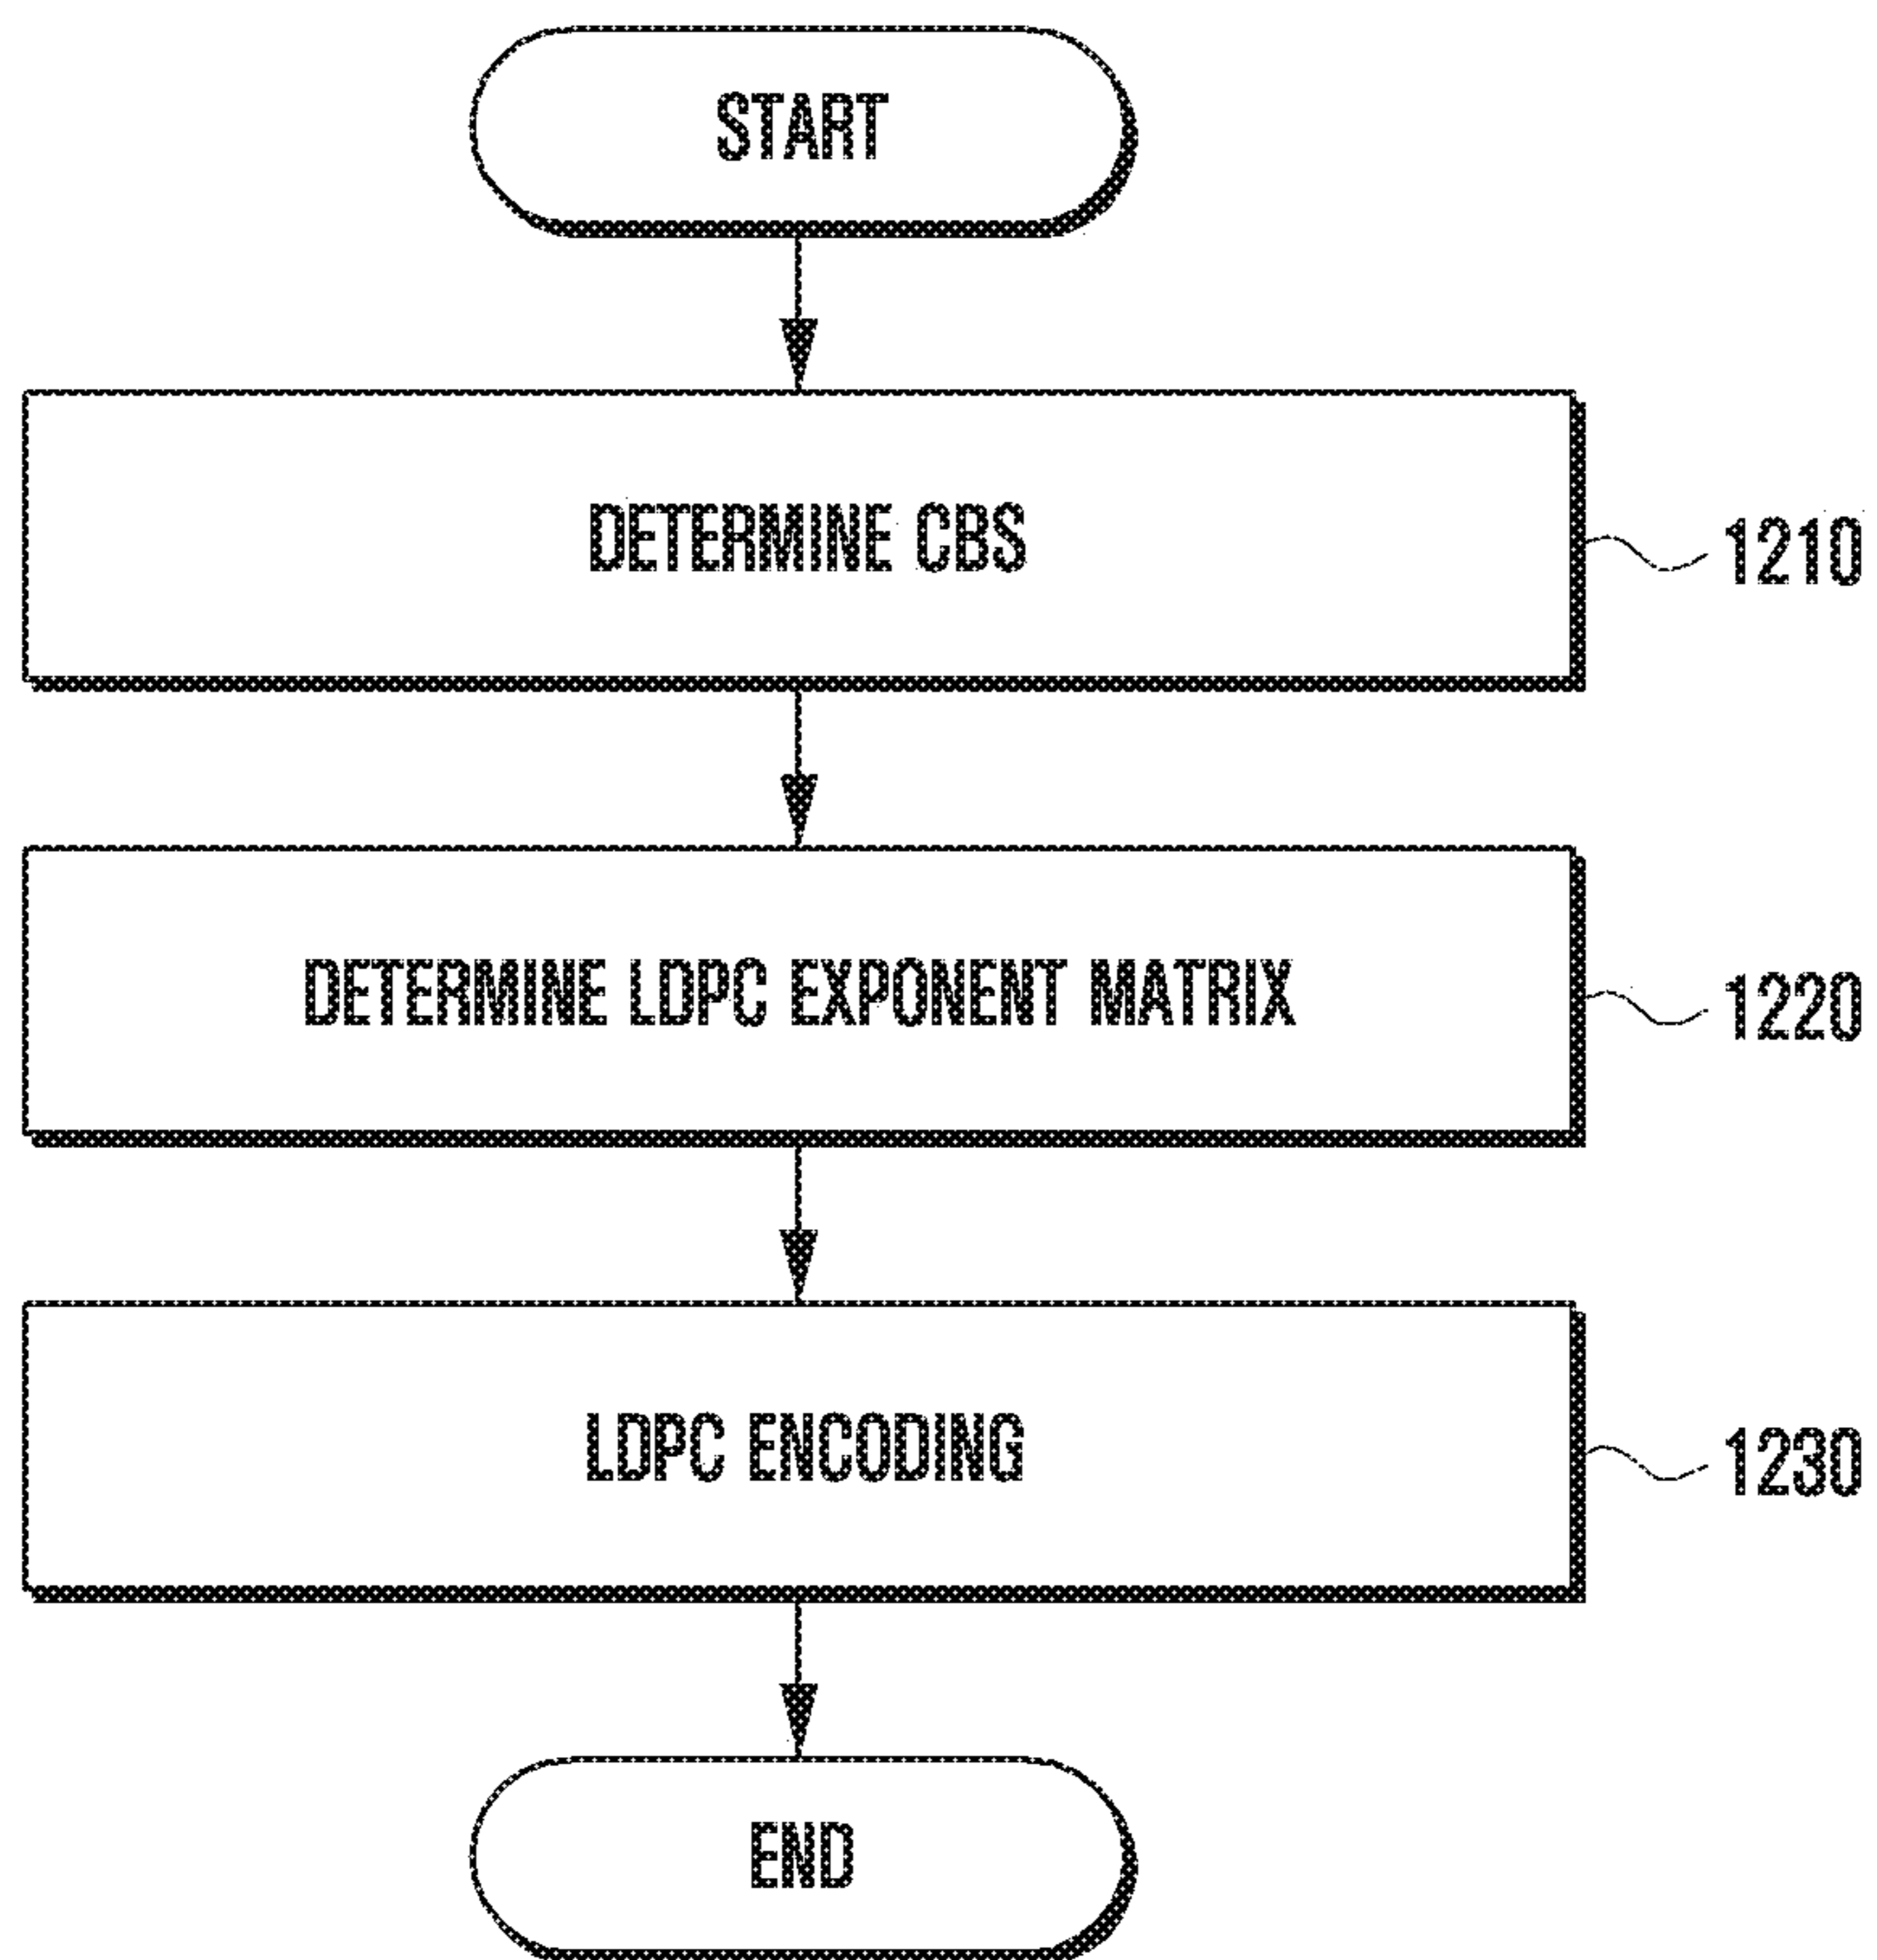 START
DETERMINE CBS
1210
DETERMINE LDPC EXPONENT MATRIX
1220
LDPC ENCODING
1230
END